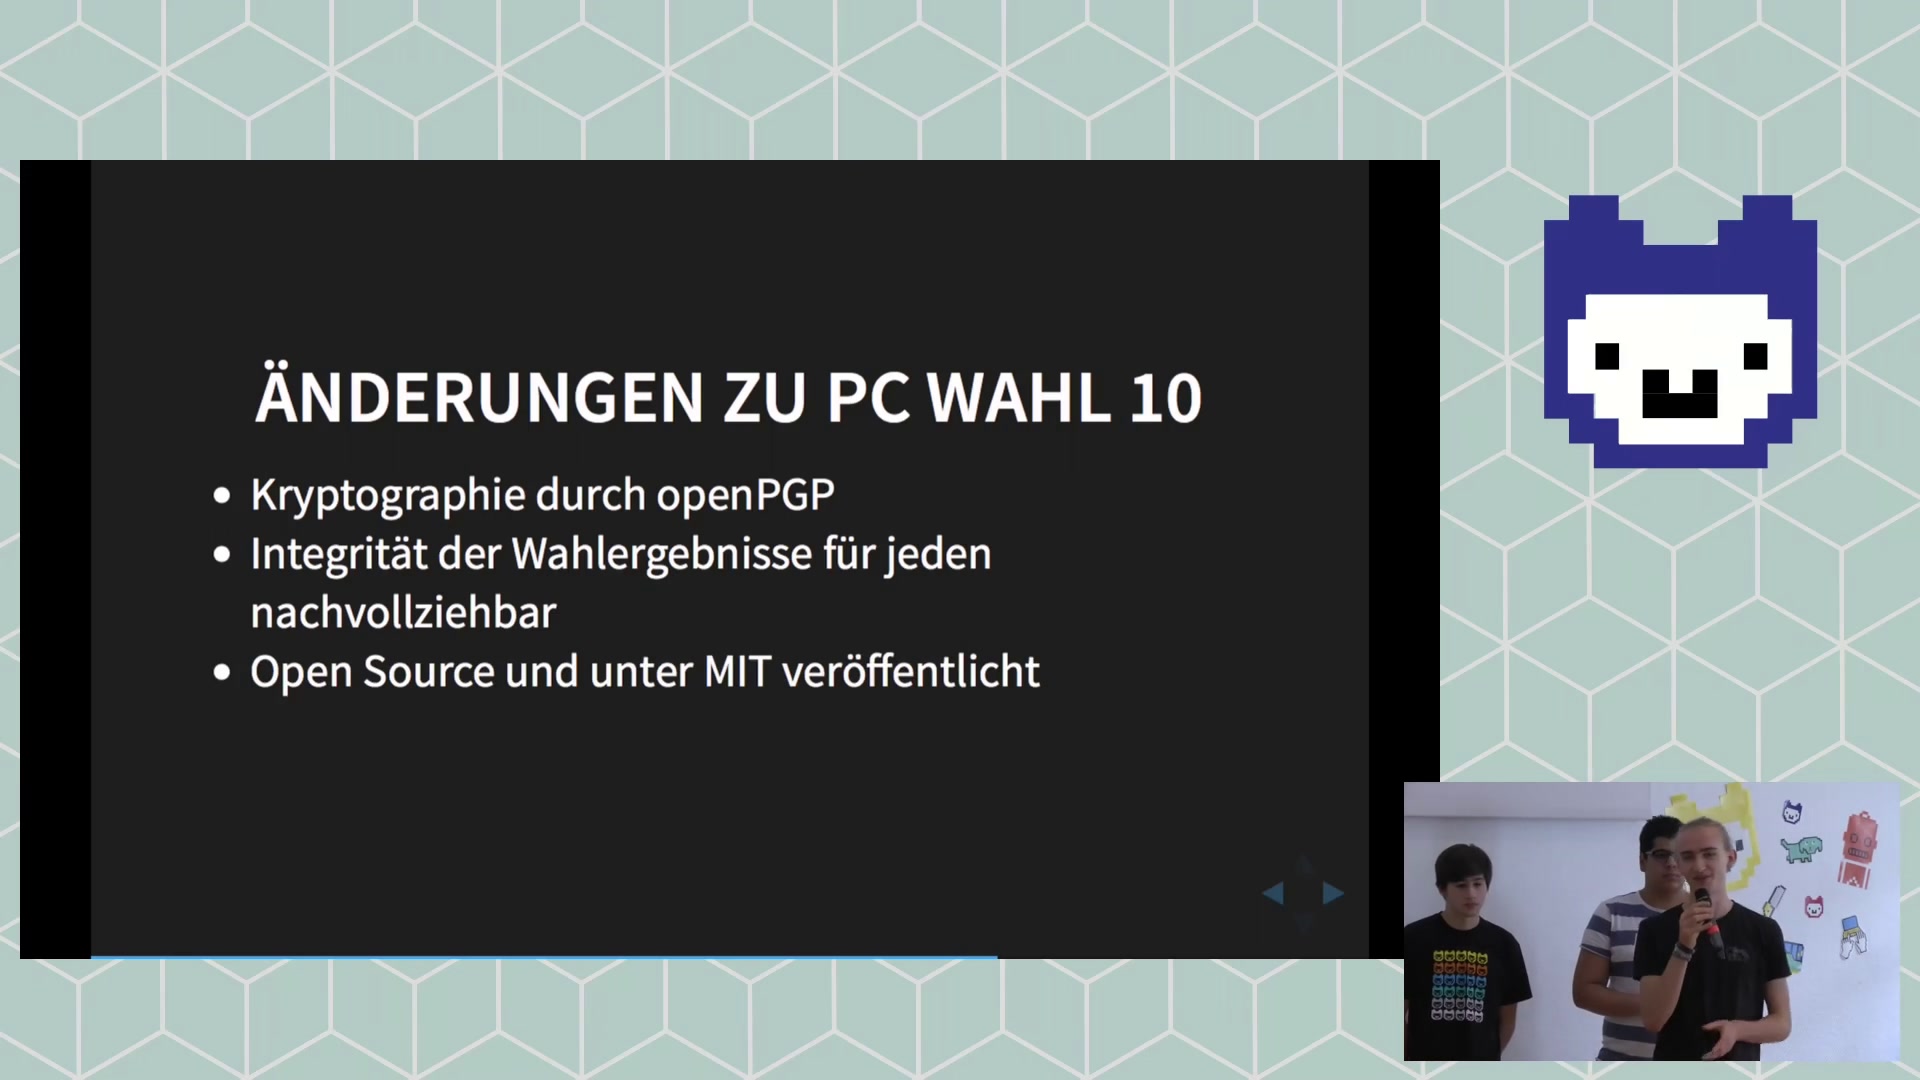 ÄNDERUNGEN ZU PC WAHL 10
• Kryptographie durch openPGP
• Integrität der Wahlergebnisse für jeden
nachvollziehbar
• Open Source und unter MIT veröffentlicht